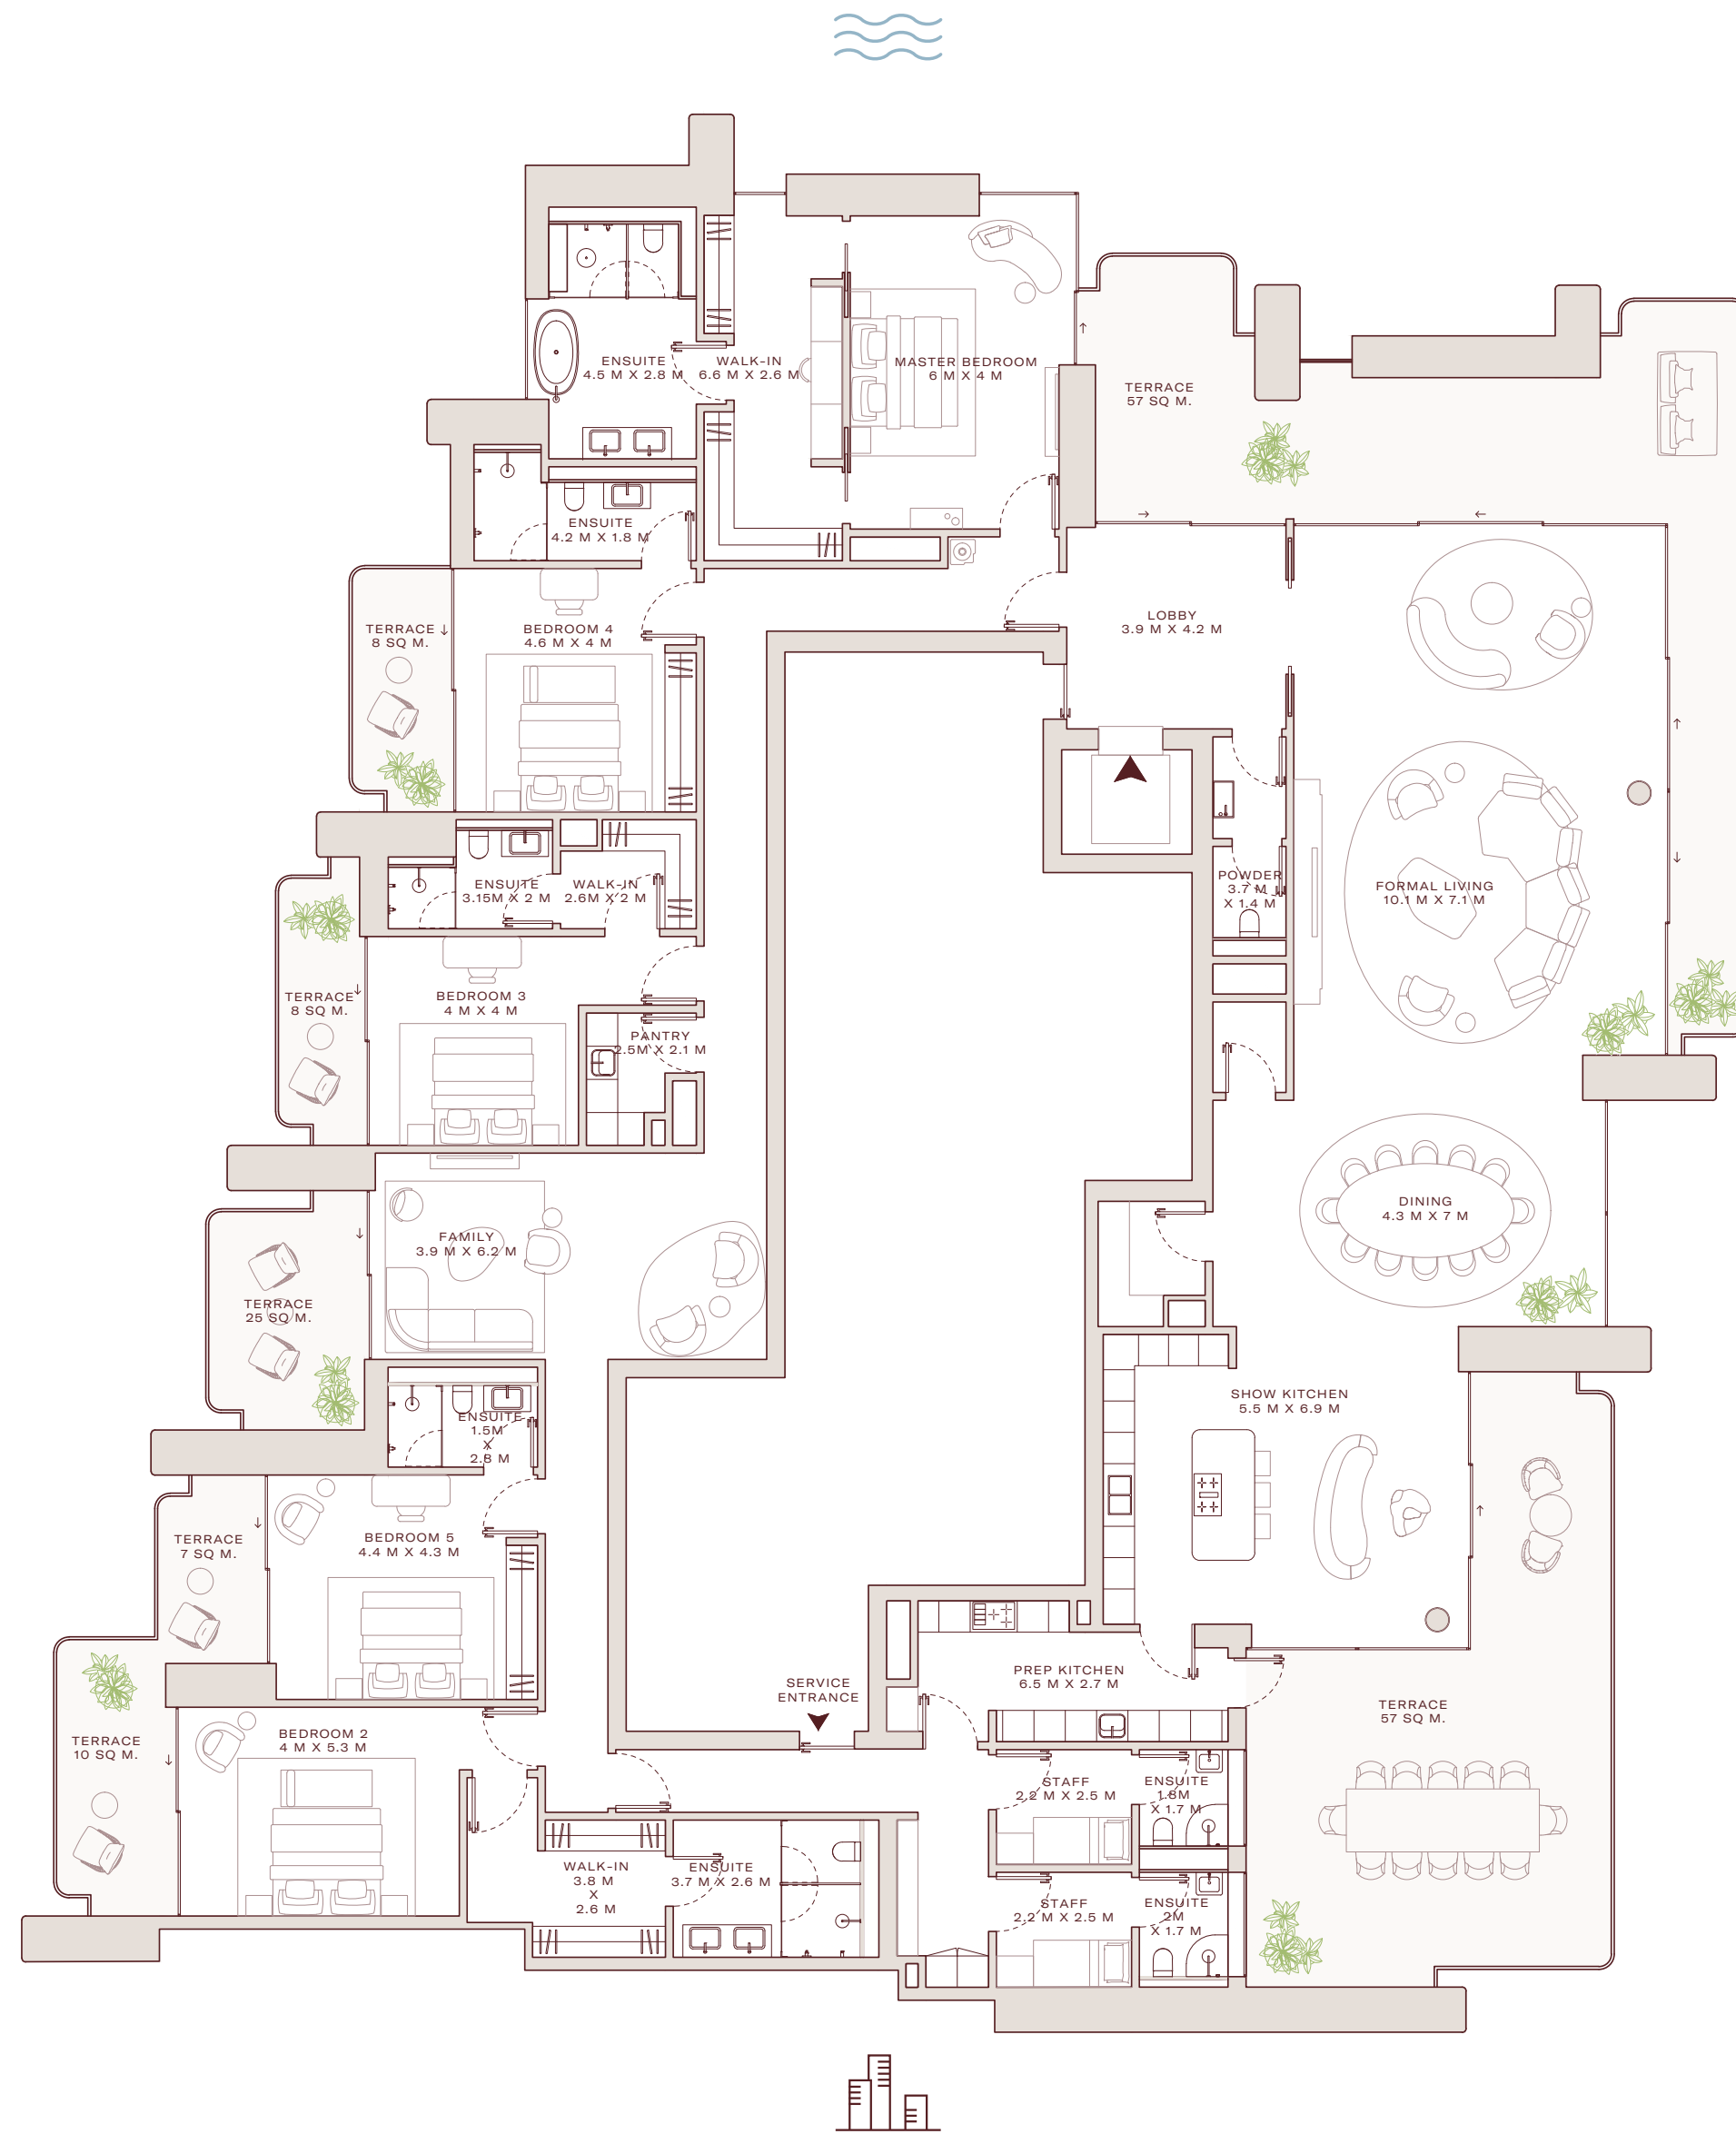 ENSUITE
4.5 M X 2.8 M
WALK-IN
6.6 M X 2.6 M
MASTER BEDROOM
6 M X 4 M
TERRACE
57 SQ M.
ENSUITE
4.2 M X 1.8 M
TERRACE
8 SQ M.
BEDROOM 4
4.6 M X 4 M
LOBBY
3.9 M X 4.2 M
ENSUITE
3.15M X 2 M
WALK-IN
2.6M X 2 M
POWDER
3.7 M
X 1.4 M
FORMAL LIVING
10.1 M X 7.1 M
TERRACE
8 SQ M.
BEDROOM 3
4 M X 4 M
PANTRY
2.5M X 2.1 M
DINING
4.3 M X 7 M
FAMILY
3.9 M X 6.2 M
TERRACE
25 SQ M.
SHOW KITCHEN
5.5 M X 6.9 M
ENSUITE
1.5M
X
2.8 M
TERRACE
7 SQ M.
BEDROOM 5
4.4 M X 4.3 M
PREP KITCHEN
6.5 M X 2.7 M
SERVICE
ENTRANCE
TERRACE
57 SQ M.
TERRACE
10 SQ M.
BEDROOM 2
4 M X 5.3 M
STAFF
2.2 M X 2.5 M
ENSUITE
1.8M
X 1.7 M
WALK-IN
3.8 M
X
2.6 M
ENSUITE
3.7 M X 2.6 M
STAFF
2.2 M X 2.5 M
ENSUITE
2M
X 1.7 M